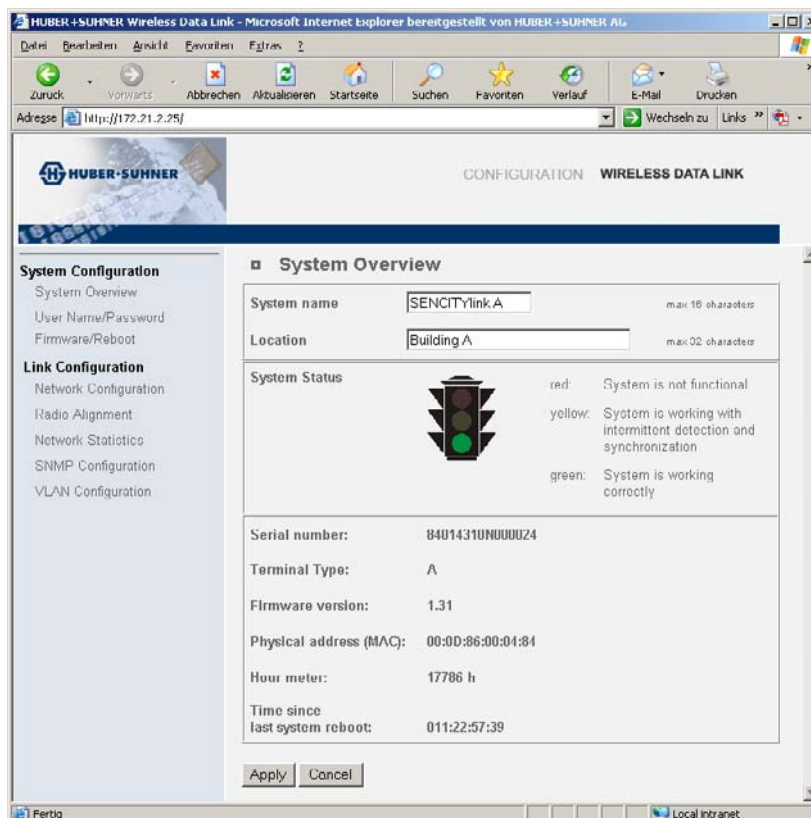 HUBER+SUHNER Wireless Data Link - Microsoft Internet Explorer bereitgestellt von HUBER+SUHNER AG
Datei Bearbeiten Ansicht Favoriten Extras ?
Zurück Vorwärts Abbrechen Aktualisieren Startseite Suchen Favoriten Verlauf E-Mail Drucken
Adresse http://172.21.2.25/ Wechseln zu Links »
HUBER+SUHNER
CONFIGURATION WIRELESS DATA LINK
System Configuration
System Overview
User Name/Password
Firmware/Reboot
Link Configuration
Network Configuration
Radio Alignment
Network Statistics
SNMP Configuration
VLAN Configuration
System Overview
System name SENCITYlink A max 16 characters
Location Building A max 32 characters
System Status
red: System is not functional
yellow: System is working with
intermittent detection and
synchronization
green: System is working
correctly
Serial number: 84014310N000024
Terminal Type: A
Firmware version: 1.31
Physical address (MAC): 00:0D:86:00:04:84
Hour meter: 17786 h
Time since
last system reboot: 011:22:57:39
Apply Cancel
Fertig Local intranet